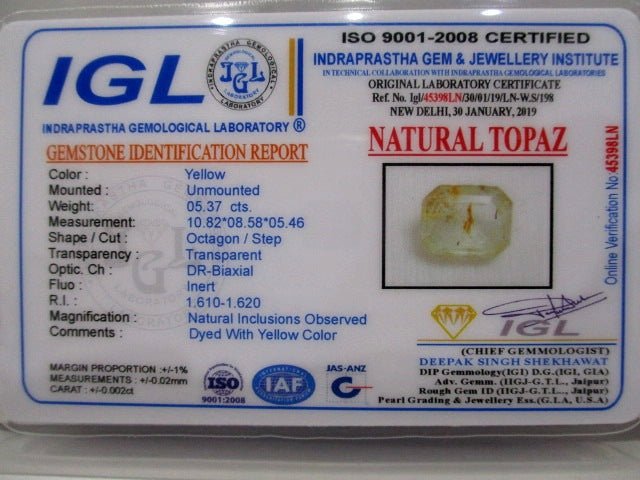 IGL
INDRAPRASTHA GEMOLOGICAL LABORATORY ®
GEMSTONE IDENTIFICATION REPORT
Color : Yellow
Mounted : Unmounted
Weight: 05.37 cts.
Measurement: 10.82*08.58*05.46
Shape / Cut : Octagon / Step
Transparency : Transparent
Optic. Ch : DR-Biaxial
Fluo : Inert
R.I. : 1.610-1.620
Magnification : Natural Inclusions Observed
Comments : Dyed With Yellow Color
MARGIN PROPORTION :+/-1%
MEASUREMENTS : +/-0.02mm
CARAT : +/-0.002ct
ISO
9001:2008
IAF
JAS-ANZ
ISO 9001-2008 CERTIFIED
INDRAPRASTHA GEM & JEWELLERY INSTITUTE
IN TECHNICAL COLLABORATION WITH INDRAPRASTHA GEMOLOGICAL LABORATORIES
ORIGINAL LABORATORY CERTIFICATE
Ref. No. Igl/45398LN/30/01/19/LN-W.S/198
NEW DELHI, 30 JANUARY, 2019
NATURAL TOPAZ
Online Verification No.45398LN
IGL
(CHIEF GEMMOLOGIST)
DEEPAK SINGH SHEKHAWAT
DIP Gemmology(IGI) D.G.(IGL, GIA)
Adv. Gemm. (IIGJ-G.T.L., Jaipur)
Rough Gem ID (IIGJ-G.T.L., Jaipur)
Pearl Grading & Jewellery Ess.(G.I.A, U.S.A)